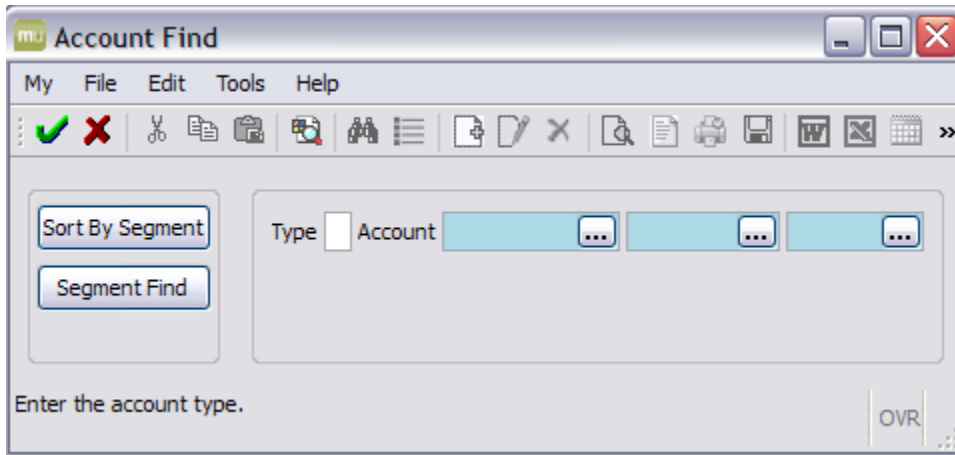 mu Account Find
My File Edit Tools Help
W X »
Sort By Segment
Type Account ... ... ...
Segment Find
Enter the account type.
OVR